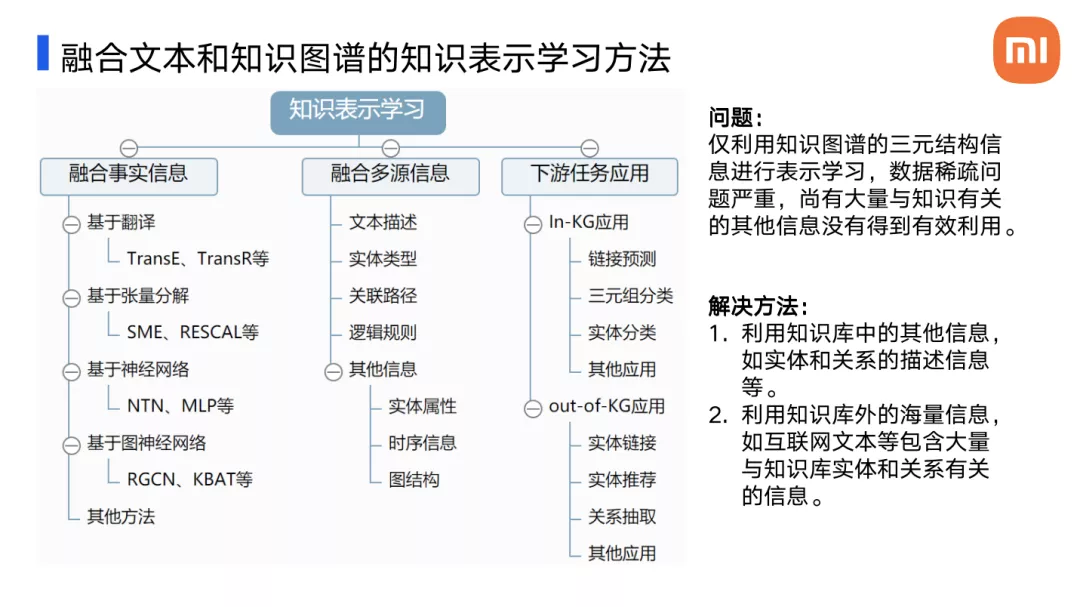 融合文本和知识图谱的知识表示学习方法
mi
知识表示学习
融合事实信息
基于翻译
TransE、TransR等
基于张量分解
SME、RESCAL等
基于神经网络
NTN、MLP等
基于图神经网络
RGCN、KBAT等
其他方法
融合多源信息
文本描述
实体类型
关联路径
逻辑规则
其他信息
实体属性
时序信息
图结构
下游任务应用
In-KG应用
链接预测
三元组分类
实体分类
其他应用
out-of-KG应用
实体链接
实体推荐
关系抽取
其他应用
问题：
仅利用知识图谱的三元结构信
息进行表示学习，数据稀疏问
题严重，尚有大量与知识有关
的其他信息没有得到有效利用。
解决方法：
1. 利用知识库中的其他信息，
如实体和关系的描述信息
等。
2. 利用知识库外的海量信息，
如互联网文本等包含大量
与知识库实体和关系有关
的信息。